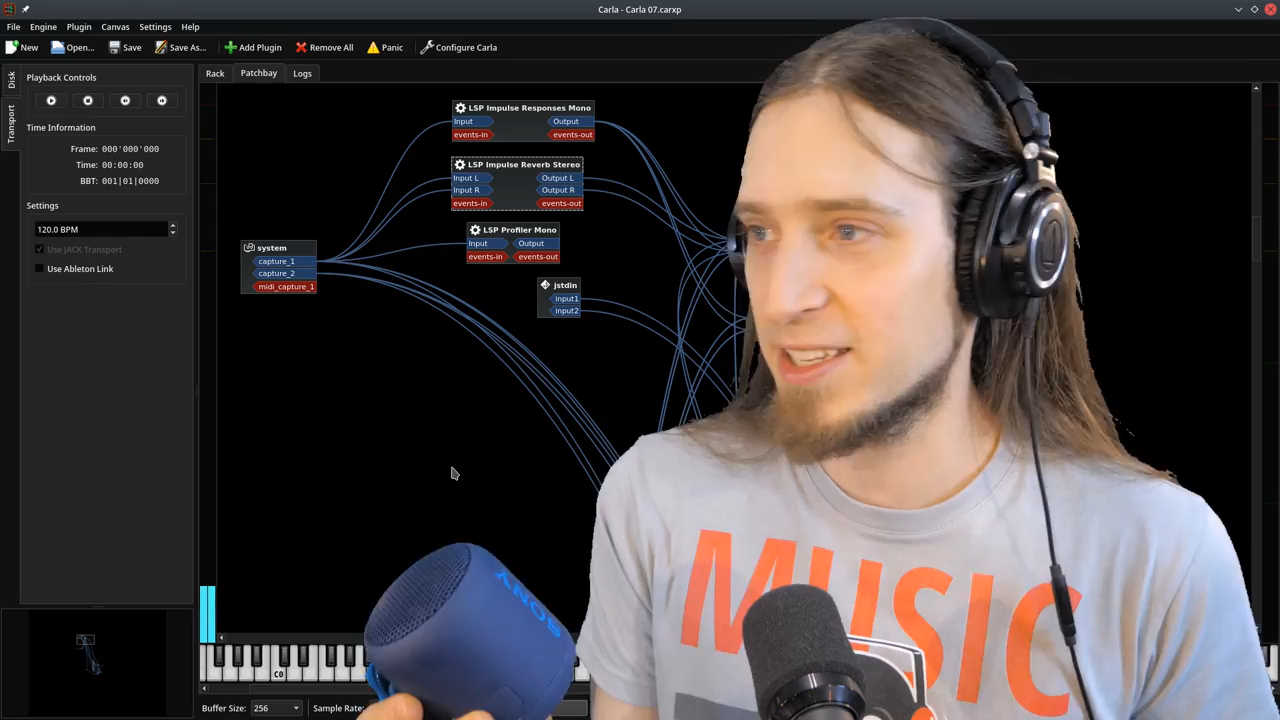 Carla - Carla 07.carxp
File Engine Plugin Canvas Settings Help
New Open... Save Save As... Add Plugin Remove All Panic Configure Carla
Disk
Transport
Playback Controls
Time Information
Frame: 000'000'000
Time: 00:00:00
BBT: 001|01|0000
Settings
120.0 BPM
Use JACK Transport
Use Ableton Link
Rack Patchbay Logs
LSP Impulse Responses Mono
Input Output
events-in events-out
LSP Impulse Reverb Stereo
Input L Output L
Input R Output R
events-in events-out
LSP Profiler Mono
Input Output
events-in events-out
system
capture_1
capture_2
midi_capture_1
jstdin
input1
input2
SONY
MUSIC
C0
Buffer Size: 256 Sample Rate: